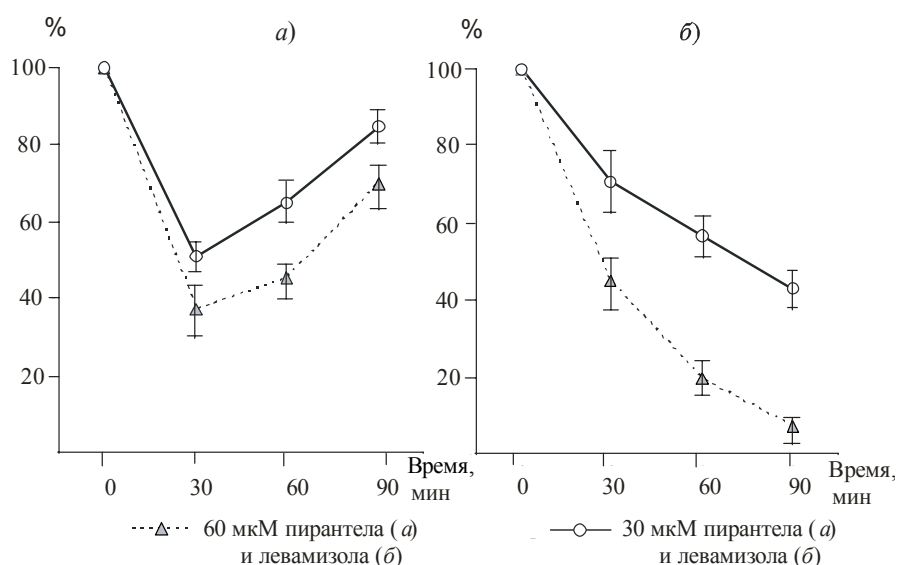 % а) % б)
100 100
80 80
60 60
40 40
20 20
0 30 60 90 Время, мин 0 30 60 90 Время, мин
60 мкМ пирантела (а) 30 мкМ пирантела (а)
и левамизола (б) и левамизола (б)